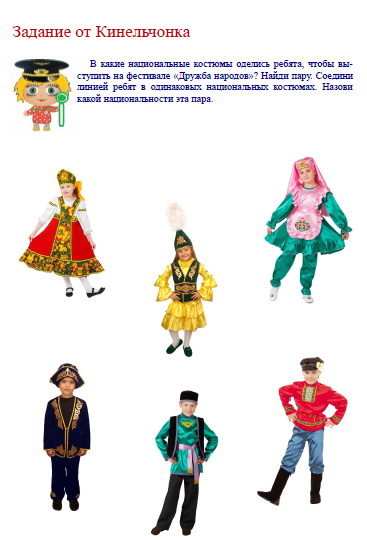 Задание от Кинельчонка
В какие национальные костюмы оделись ребята, чтобы вы-
ступить на фестивале «Дружба народов»? Найди пару. Соедини
линией ребят в одинаковых национальных костюмах. Назови
какой национальности эта пара.